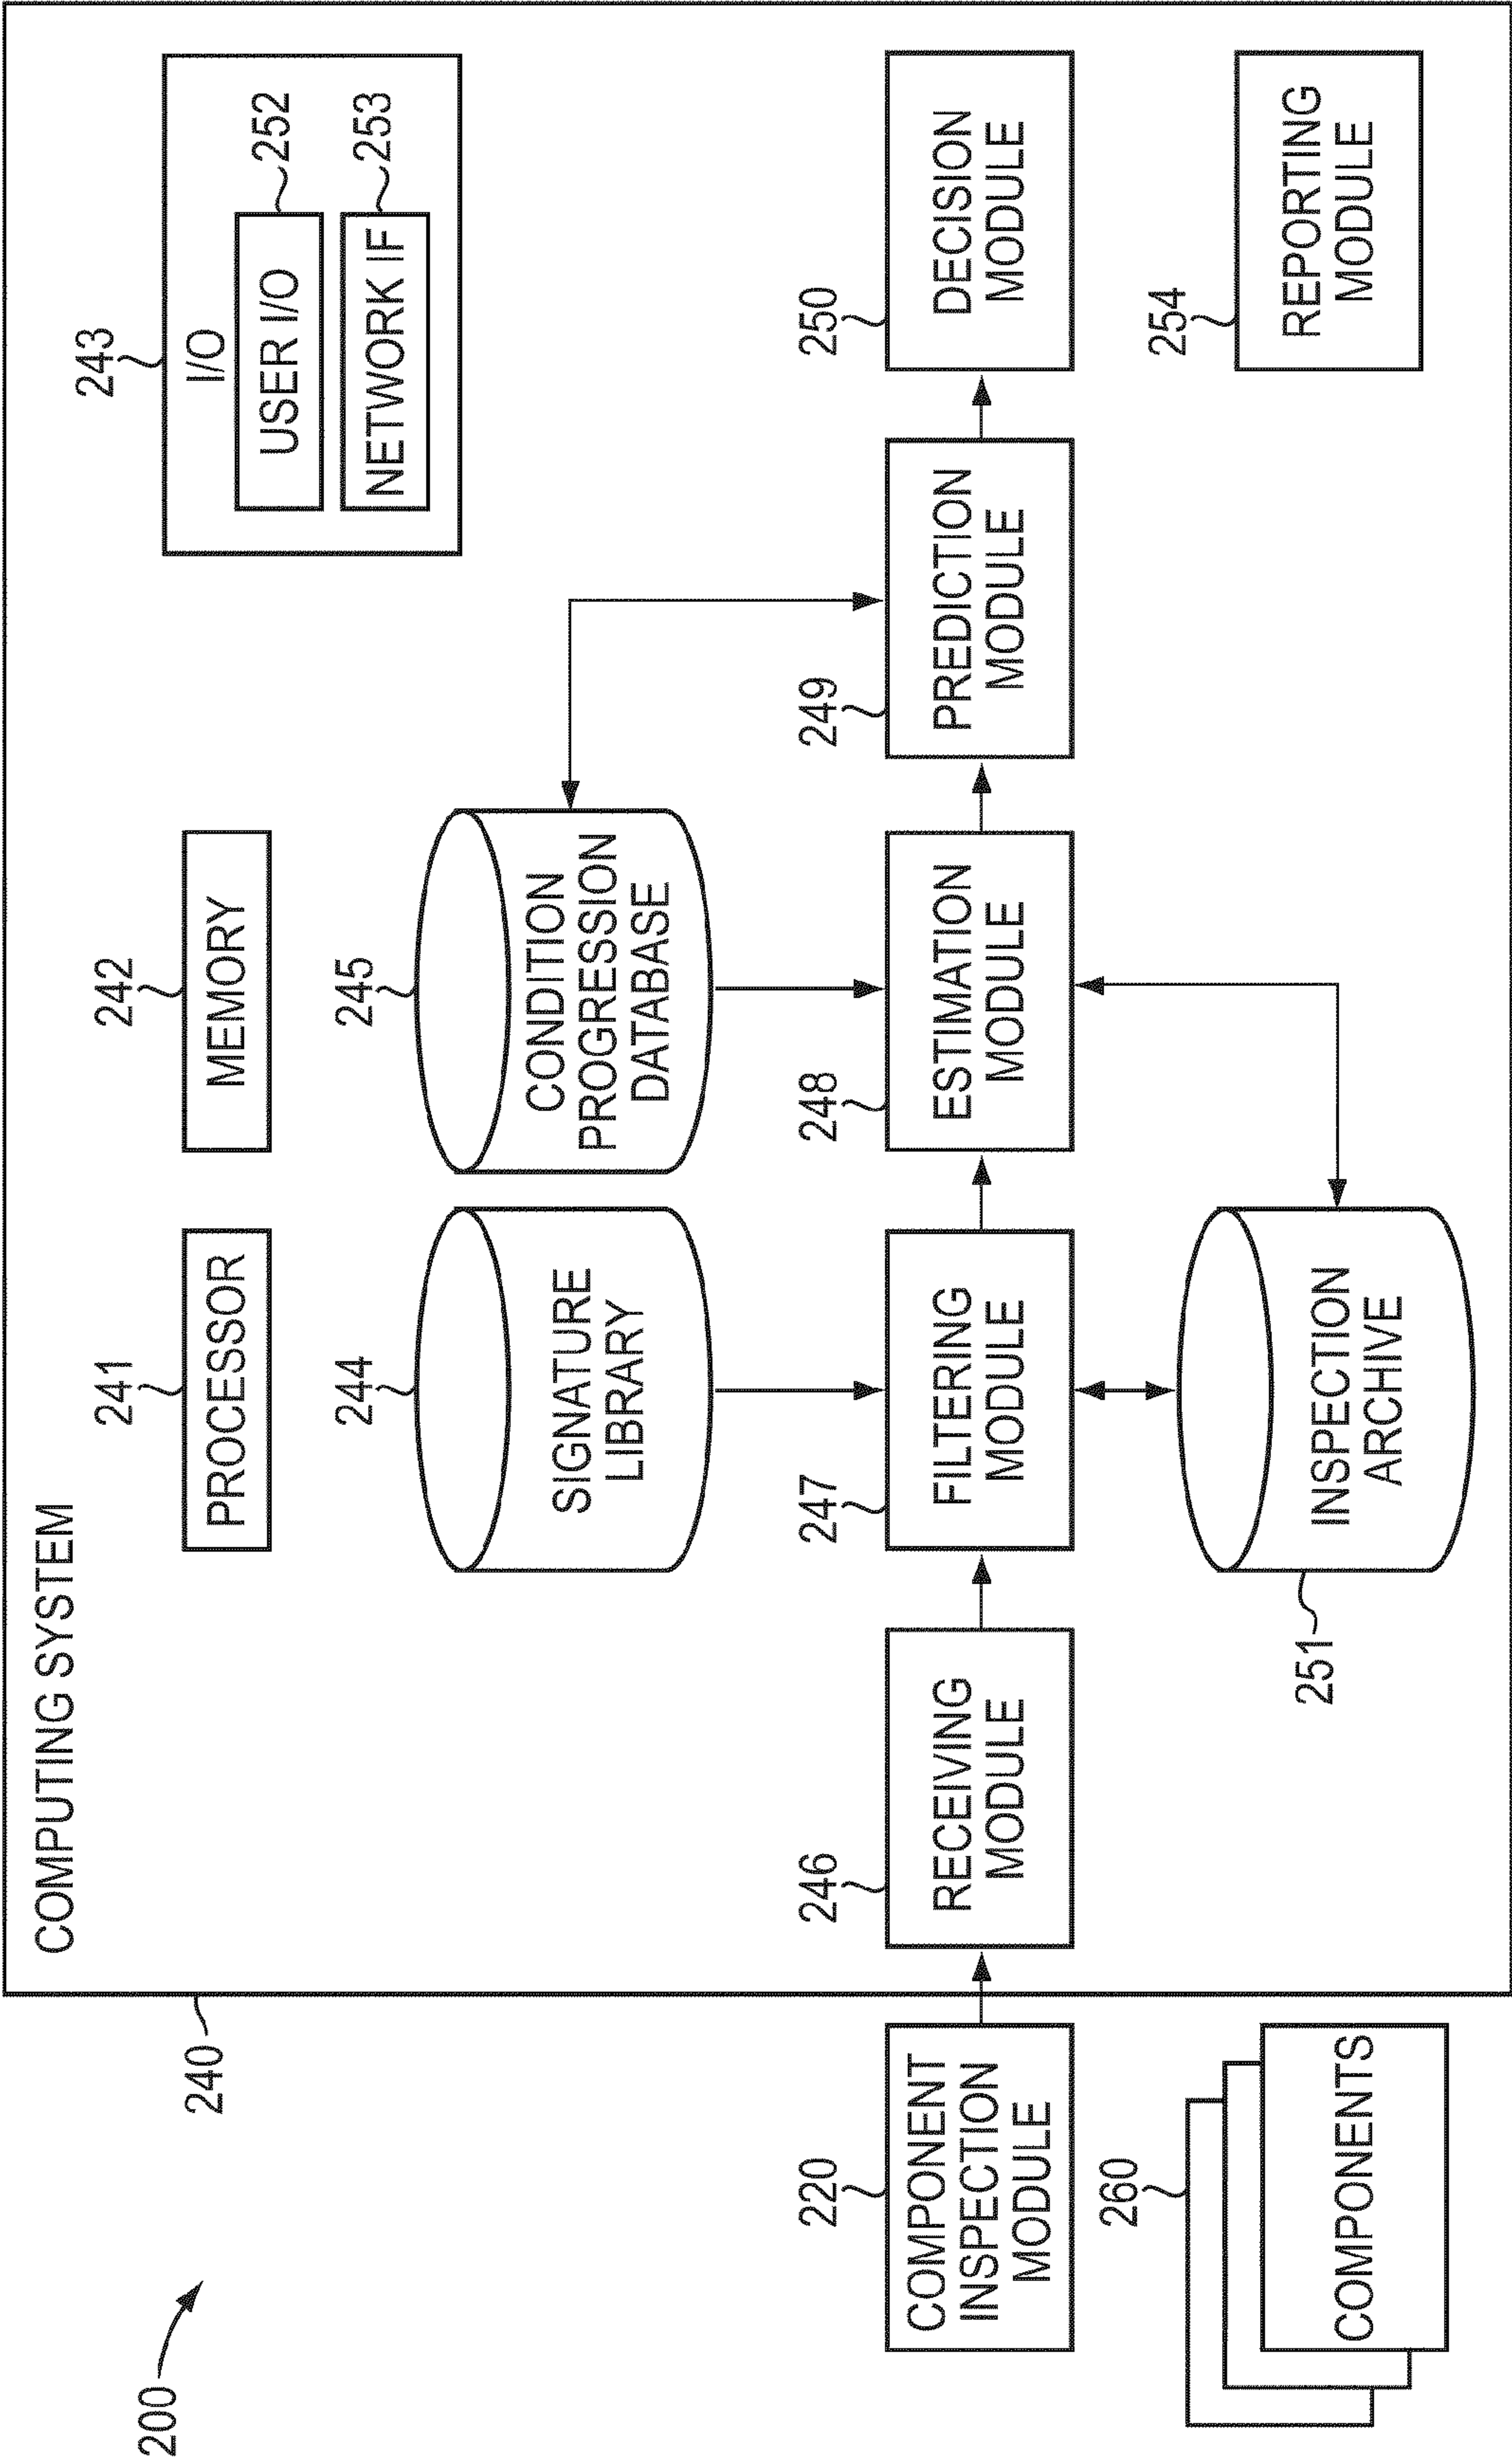 200
240
COMPUTING SYSTEM
241
PROCESSOR
242
MEMORY
243
I/O
USER I/O
252
NETWORK IF
253
244
SIGNATURE
LIBRARY
245
CONDITION
PROGRESSION
DATABASE
220
COMPONENT
INSPECTION
MODULE
246
RECEIVING
MODULE
247
FILTERING
MODULE
248
ESTIMATION
MODULE
249
PREDICTION
MODULE
250
DECISION
MODULE
260
COMPONENTS
251
INSPECTION
ARCHIVE
254
REPORTING
MODULE